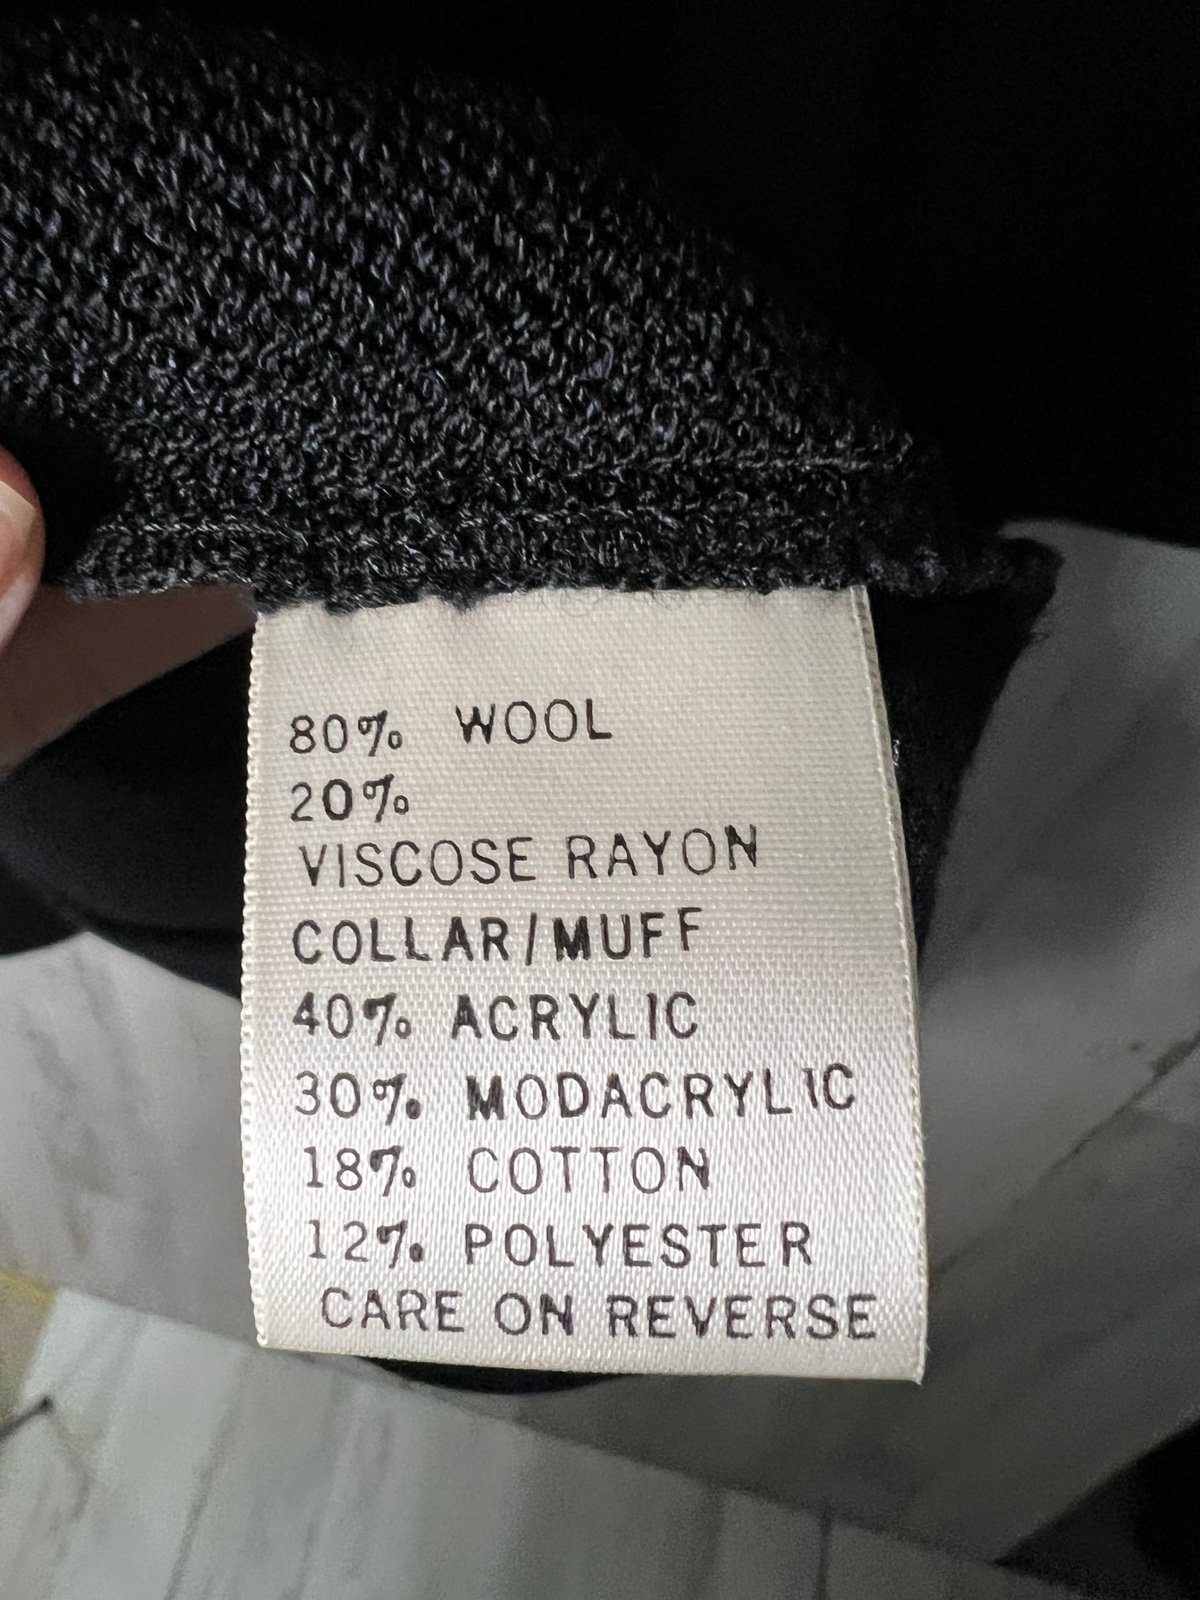 80% WOOL
20%
VISCOSE RAYON
COLLAR/MUFF
40% ACRYLIC
30% MODACRYLIC
18% COTTON
12% POLYESTER
CARE ON REVERSE